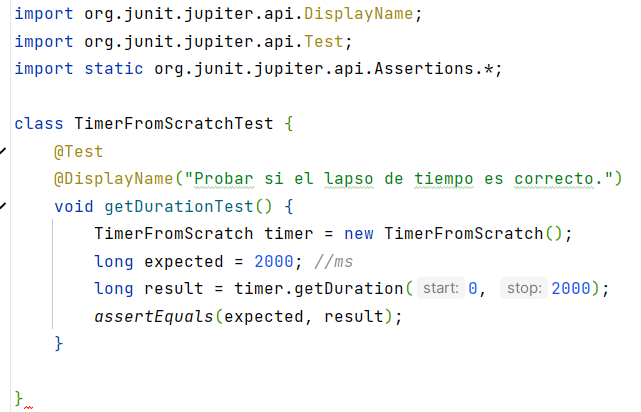 import org.junit.jupiter.api.DisplayName;
import org.junit.jupiter.api.Test;
import static org.junit.jupiter.api.Assertions.*;

class TimerFromScratchTest {
    @Test
    @DisplayName("Probar si el lapso de tiempo es correcto.")
    void getDurationTest() {
        TimerFromScratch timer = new TimerFromScratch();
        long expected = 2000; //ms
        long result = timer.getDuration( start: 0, stop: 2000);
        assertEquals(expected, result);
    }

}